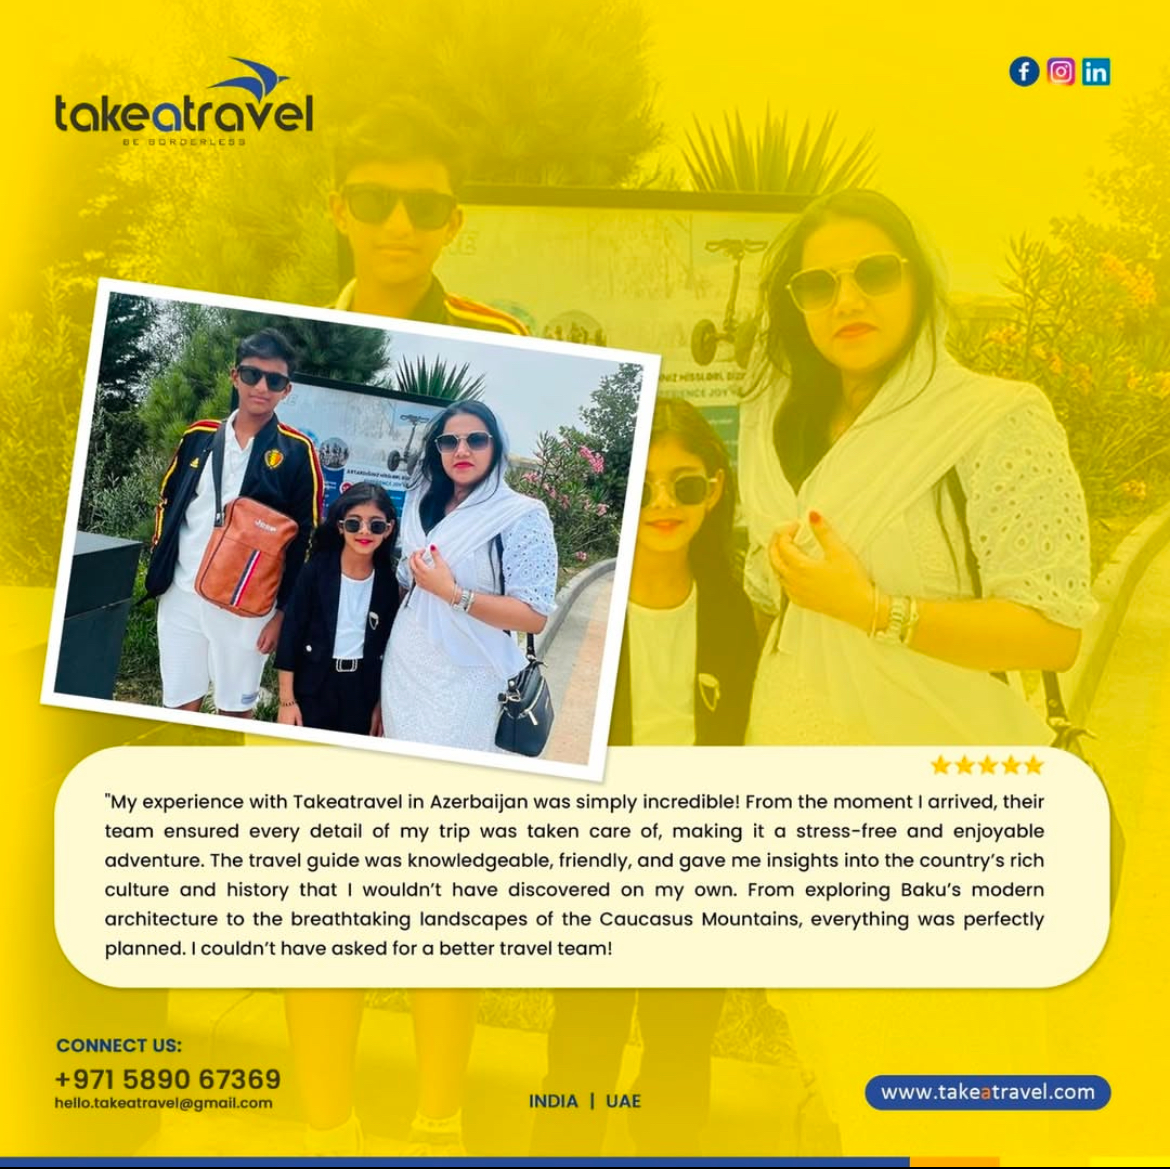 takeatravel
BE BORDERLESS
Jeep
"My experience with Takeatravel in Azerbaijan was simply incredible! From the moment I arrived, their
team ensured every detail of my trip was taken care of, making it a stress-free and enjoyable
adventure. The travel guide was knowledgeable, friendly, and gave me insights into the country's rich
culture and history that I wouldn't have discovered on my own. From exploring Baku's modern
architecture to the breathtaking landscapes of the Caucasus Mountains, everything was perfectly
planned. I couldn't have asked for a better travel team!
CONNECT US:
+971 5890 67369
hello.takeatravel@gmail.com
INDIA | UAE
www.takeatravel.com